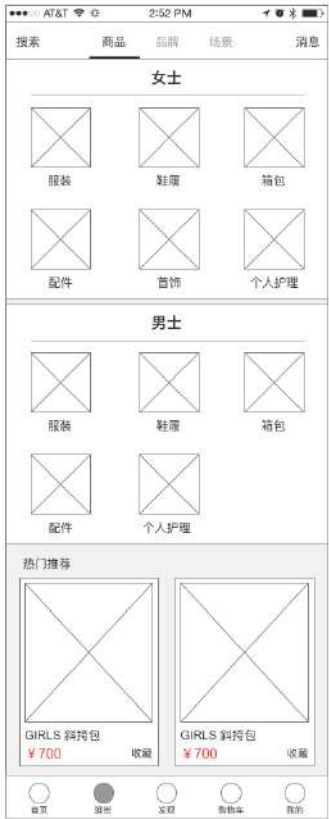 AT&T 2:52 PM
搜索 商品 品牌 场景 消息
女士
服装 鞋履 箱包
配件 首饰 个人护理
男士
服装 鞋履 箱包
配件 个人护理
热门推荐
GIRLS 斜挎包 GIRLS 斜挎包
¥700 收藏 ¥700 收藏
首页 逛逛 发现 购物车 我的